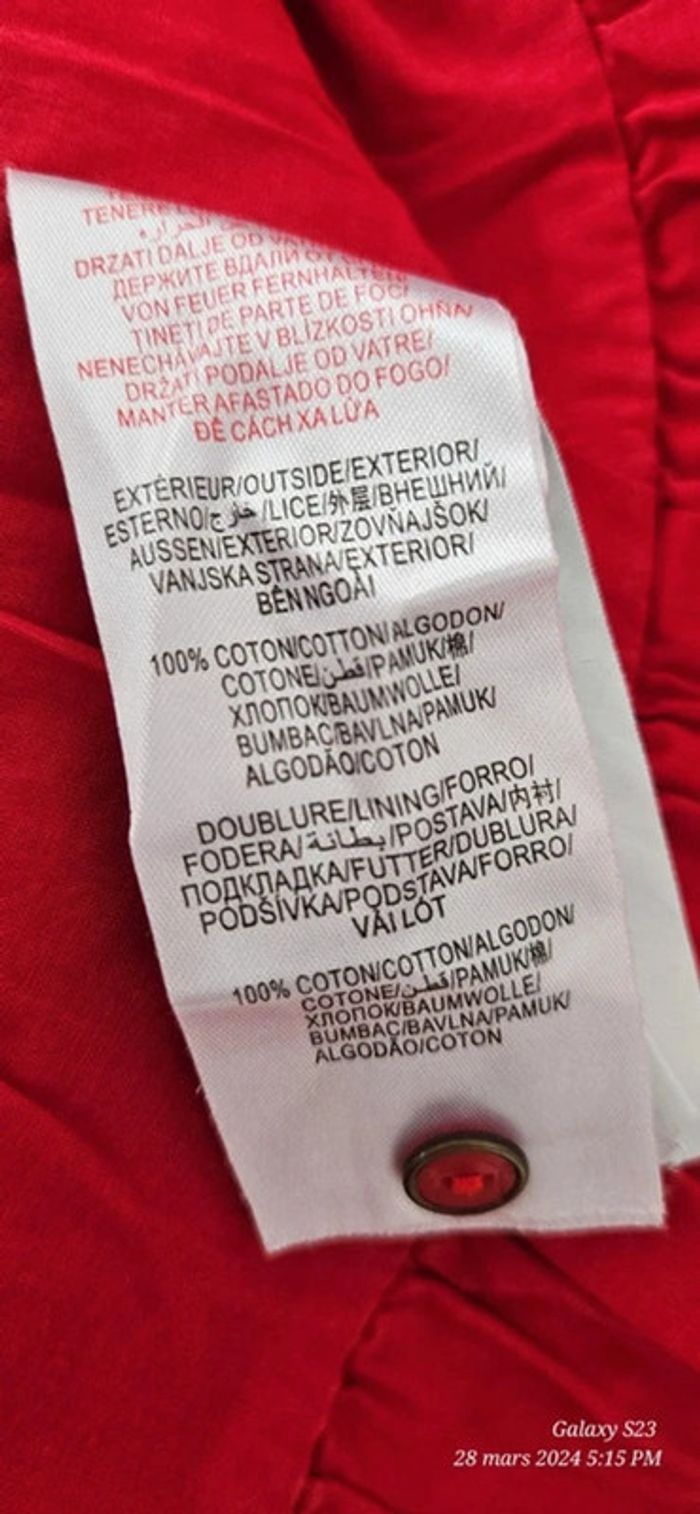 TENERE
الحرارة
DRZATI DALJE OD VATRE
ДЕРЖИТЕ ВДАЛИ ОТ
VON FEUER FERNHALTEN
TINETI DE PARTE DE FOC/
NENECHÁVAJTE V BLÍZKOSTI OHŇA/
DRŽATI PODALJE OD VATRE/
MANTER AFASTADO DO FOGO/
ĐỂ CÁCH XA LỬA
EXTÉRIEUR/OUTSIDE/EXTERIOR/
ESTERNO/خارج/LICE/外层/ВНЕШНИЙ/
AUSSEN/EXTERIOR/ZOVŇAJŠOK/
VANJSKA STRANA/EXTERIOR/
BÊN NGOÀI
100% COTON/COTTON/ALGODON/
COTONE/قطن/PAMUK/棉/
ХЛОПОК/BAUMWOLLE/
BUMBAC/BAVLNA/PAMUK/
ALGODÃO/COTON
DOUBLURE/LINING/FORRO/
FODERA/بطانة/POSTAVA/内衬/
ПОДКЛАДКА/FUTTER/DUBLURA/
PODŠÍVKA/PODSTAVA/FORRO/
VẢI LÓT
100% COTON/COTTON/ALGODON/
COTONE/قطن/PAMUK/棉/
ХЛОПОК/BAUMWOLLE/
BUMBAC/BAVLNA/PAMUK/
ALGODÃO/COTON
Galaxy S23
28 mars 2024 5:15 PM